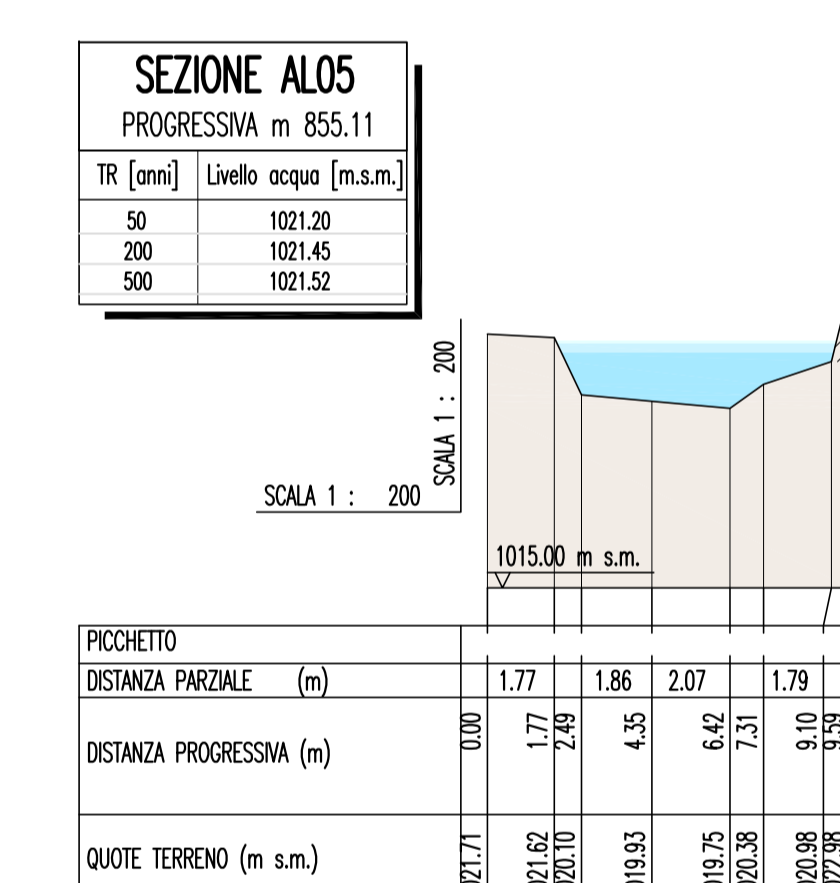 SEZIONE AL05
PROGRESSIVA m 855.11
TR [anni] Livello acqua [m.s.m.]
50 1021.20
200 1021.45
500 1021.52
SCALA 1 : 200
SCALA 1 : 200
1015.00 m s.m.
PICCHETTO
DISTANZA PARZIALE (m) 1.77 1.86 2.07 1.79
DISTANZA PROGRESSIVA (m) 0.00 1.77 2.49 4.35 6.42 7.31 9.10 9.59
QUOTE TERRENO (m s.m.)